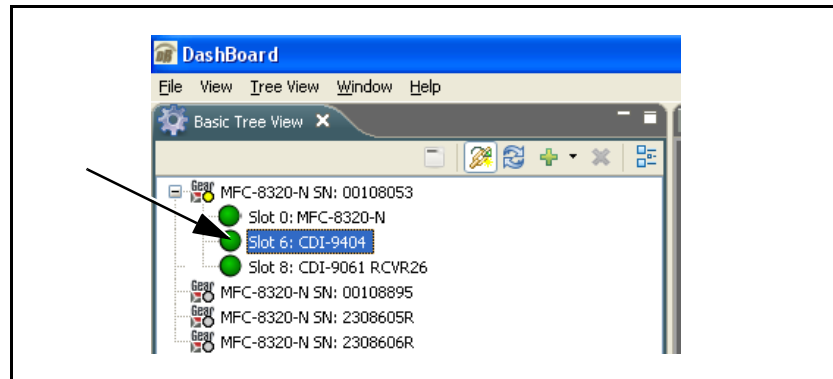 DashBoard
File View Tree View Window Help
Basic Tree View
MFC-8320-N SN: 00108053
Slot 0: MFC-8320-N
Slot 6: CDI-9404
Slot 8: CDI-9061 RCVR26
MFC-8320-N SN: 00108895
MFC-8320-N SN: 2308605R
MFC-8320-N SN: 2308606R